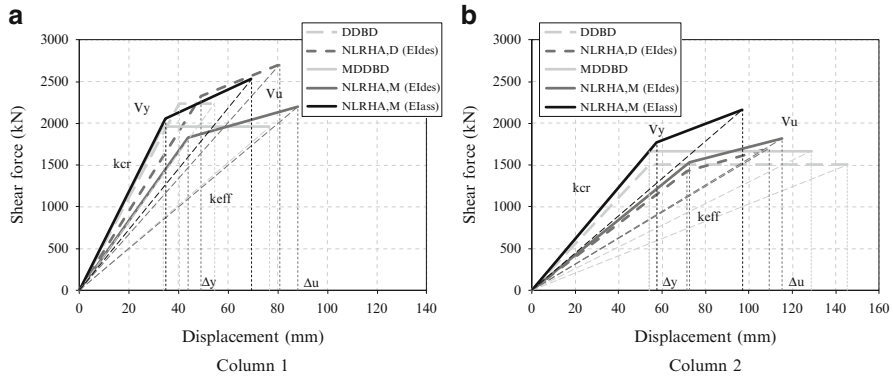 a
Shear force (kN)
3000
2500
2000
1500
1000
500
0
0 20 40 60 80 100 120 140
Displacement (mm)
DDBD
NLRHA,D (EIdes)
MDDBD
NLRHA,M (EIdes)
NLRHA,M (EIass)
Vy
Vu
kcr
keff
Δy
Δu
Column 1
b
Shear force (kN)
3000
2500
2000
1500
1000
500
0
0 20 40 60 80 100 120 140 160
Displacement (mm)
DDBD
NLRHA,D (EIdes)
MDDBD
NLRHA,M (EIdes)
NLRHA,M (EIass)
Vy
Vu
kcr
keff
Δy
Δu
Column 2